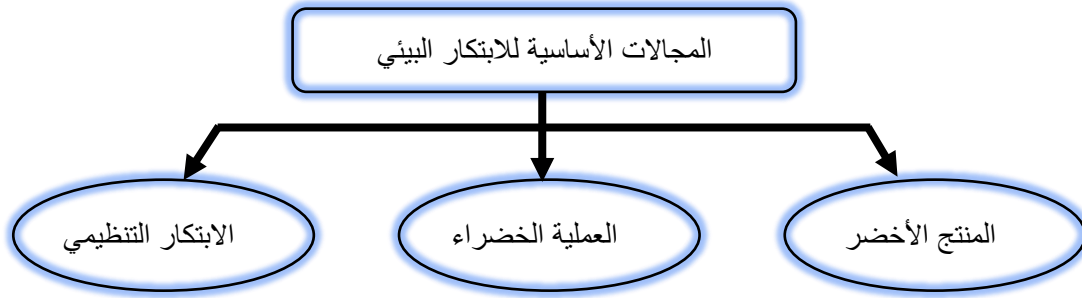 المجالات الأساسية للابتكار البيئي
المنتج الأخضر
العملية الخضراء
الابتكار التنظيمي